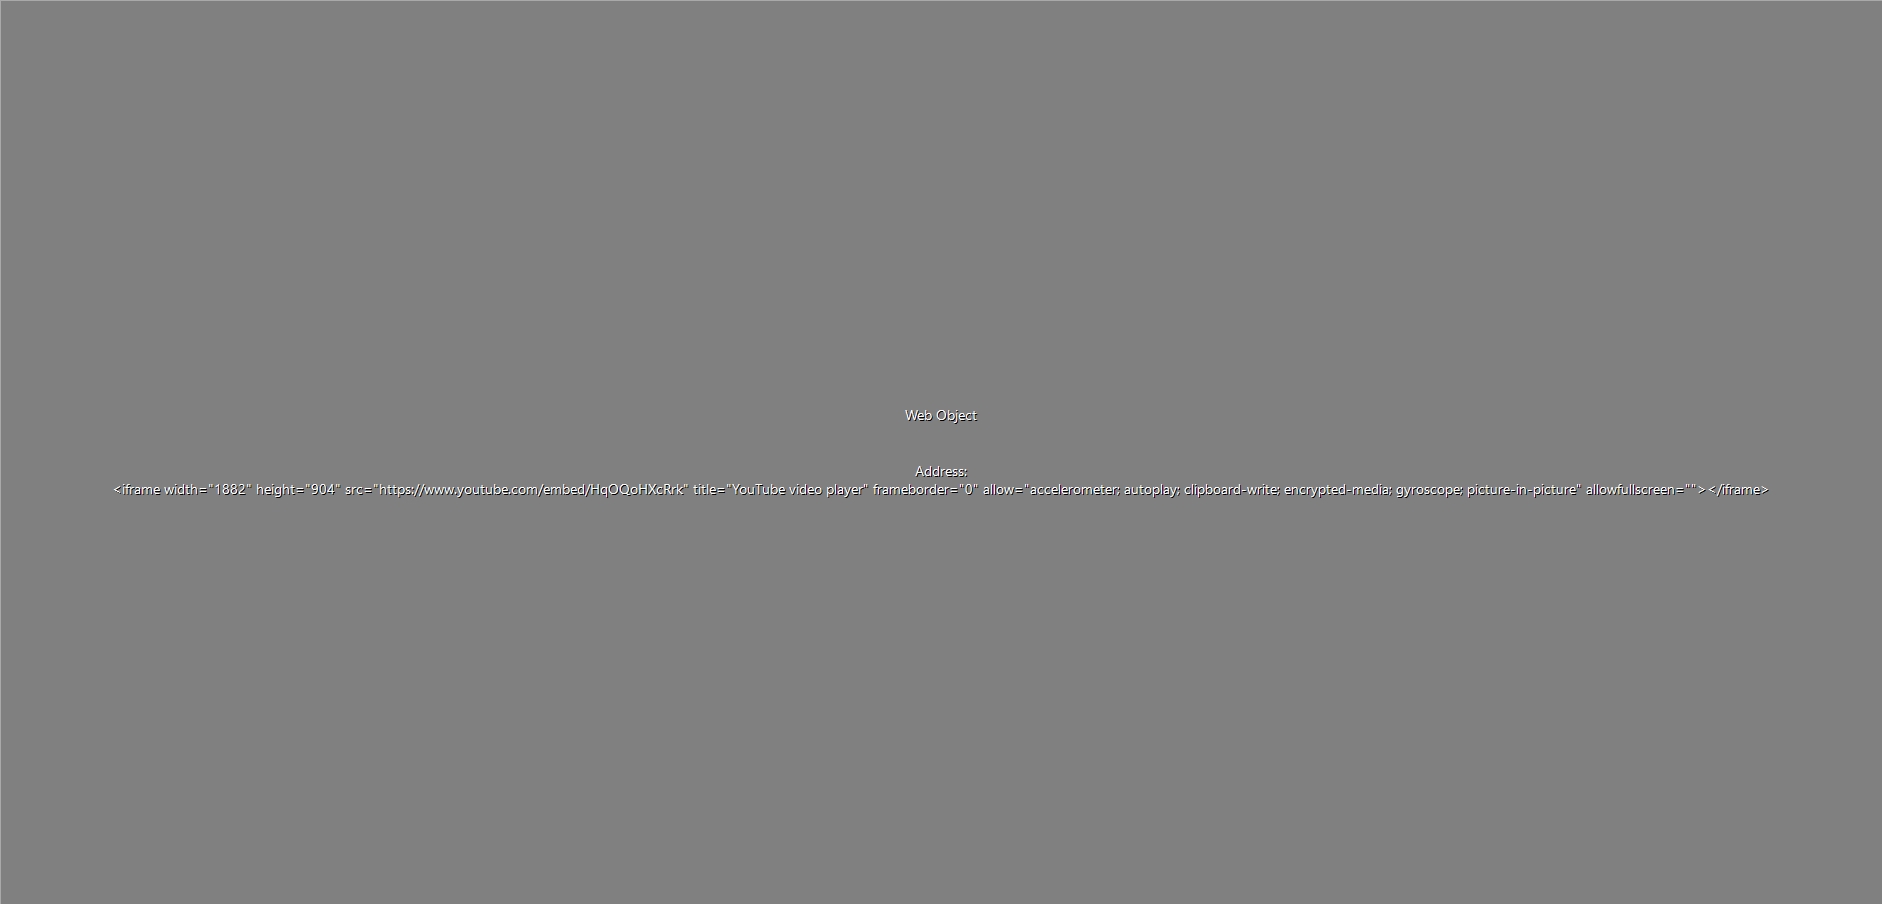 Web Object
Address:
<iframe width="1882" height="904" src="https://www.youtube.com/embed/HqOQoHXcRrk" title="YouTube video player" frameborder="0" allow="accelerometer; autoplay; clipboard-write; encrypted-media; gyroscope; picture-in-picture" allowfullscreen=""></iframe>